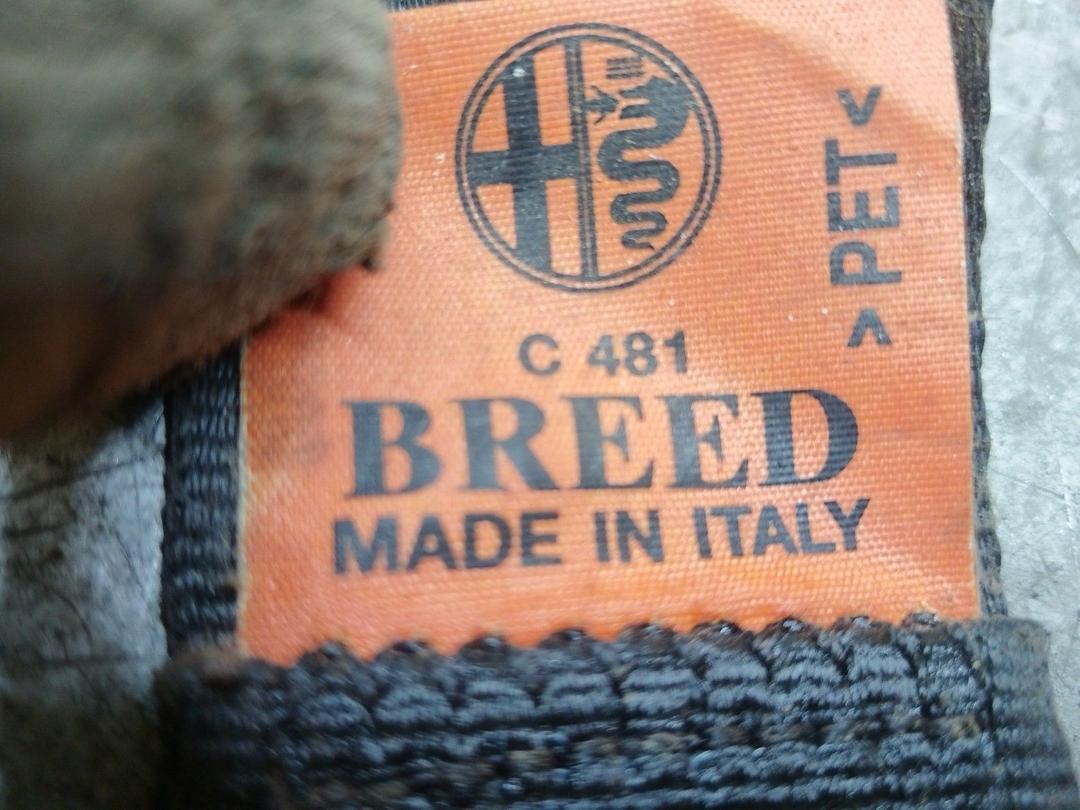 C 481
BREED
MADE IN ITALY
>PET<